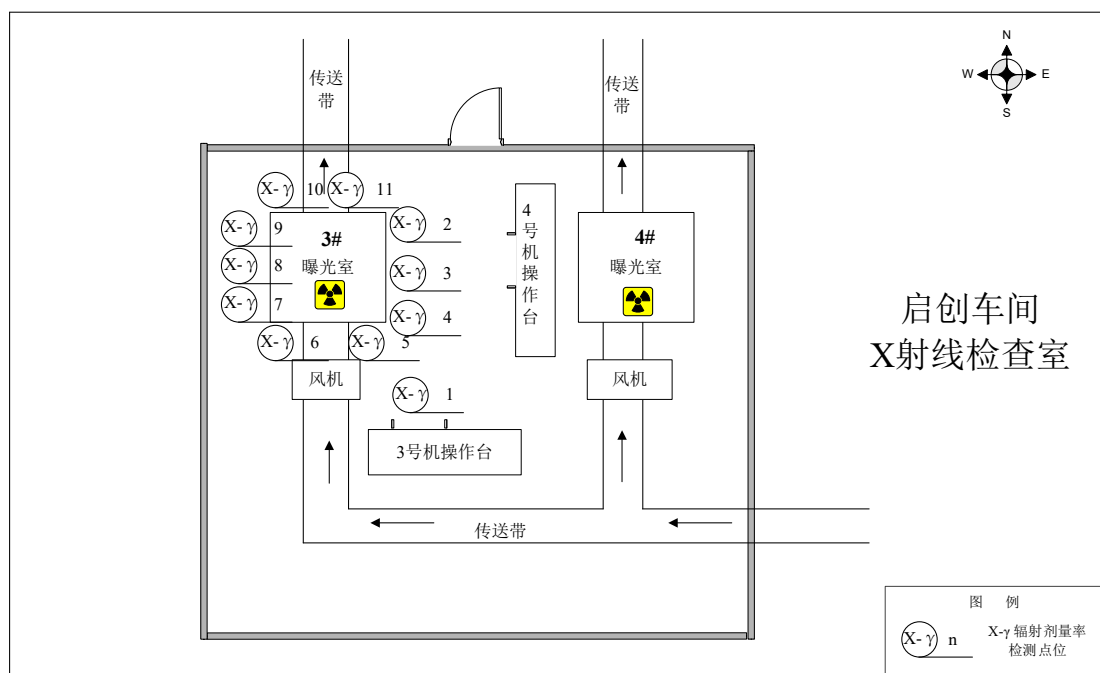 N
W E
S
传送
带
传送
带
X-γ 10
X-γ 11
X-γ 9
X-γ 8
X-γ 7
3#
曝光室
X-γ 2
X-γ 3
X-γ 4
4
号
机
操
作
台
4#
曝光室
启创车间
X射线检查室
X-γ 6
X-γ 5
风机
风机
X-γ 1
3号机操作台
传送带
图 例
X-γ n
X-γ 辐射剂量率
检测点位